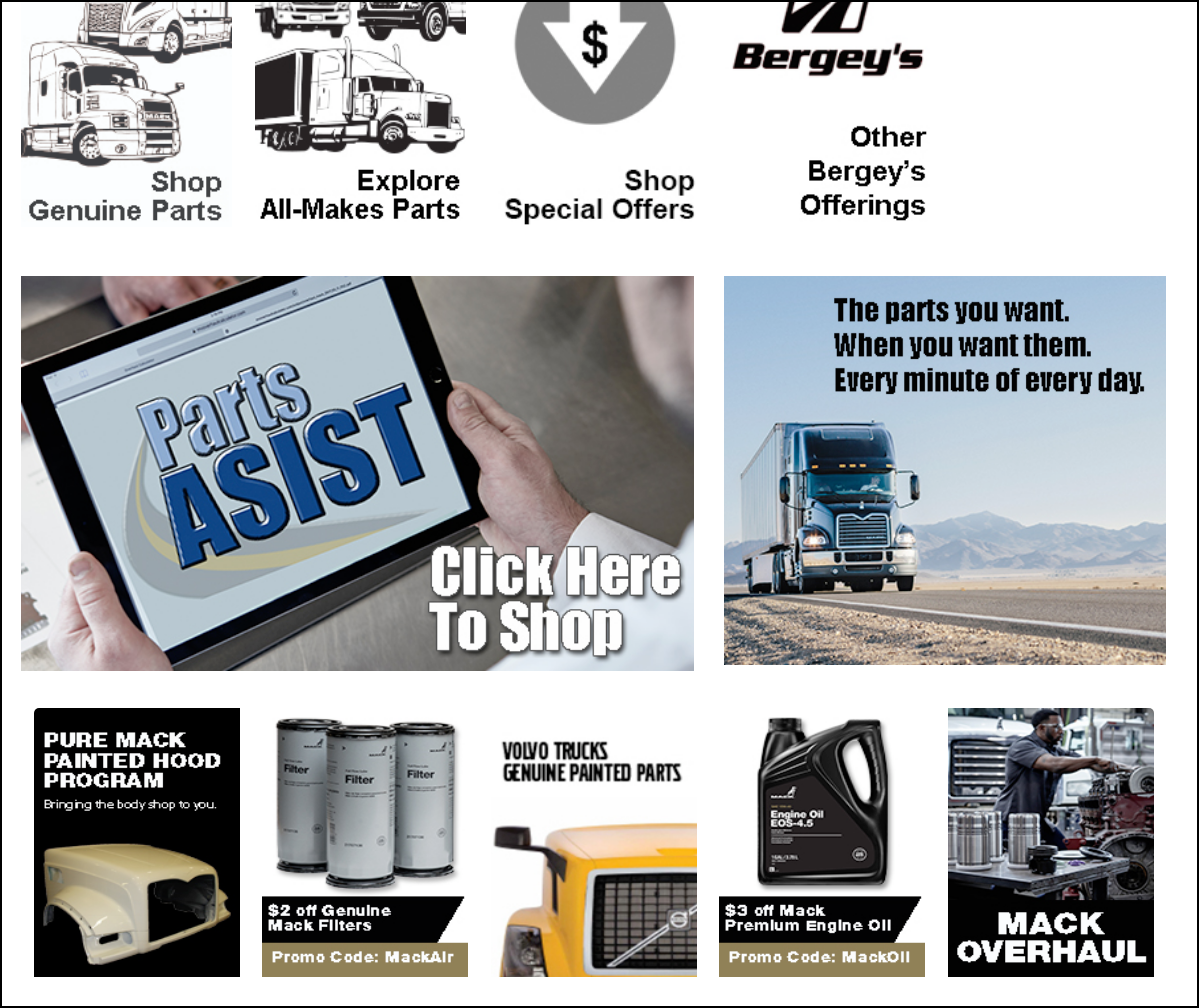 MACK
$
Bergey's
Shop
Genuine Parts
Explore
All-Makes Parts
Shop
Special Offers
Other
Bergey's
Offerings
Parts
ASIST
Click Here
To Shop
The parts you want.
When you want them.
Every minute of every day.
PURE MACK
PAINTED HOOD
PROGRAM
Bringing the body shop to you.
Filter
Filter
Filter
$2 off Genuine
Mack Filters
Promo Code: MackAir
VOLVO TRUCKS
GENUINE PAINTED PARTS
MACK
Engine Oil
EOS-4.5
$3 off Mack
Premium Engine Oil
Promo Code: MackOil
MACK
OVERHAUL